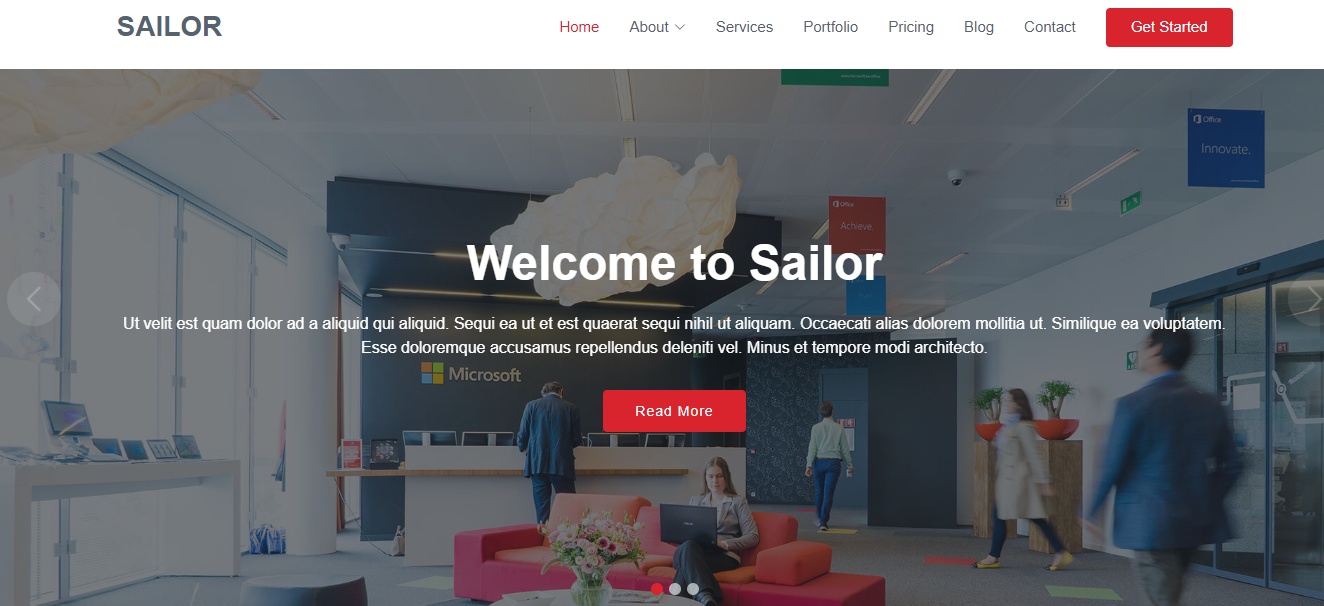 SAILOR
Home About Services Portfolio Pricing Blog Contact Get Started
Office
Innovate.
Office
Achieve.
Welcome to Sailor
Ut velit est quam dolor ad a aliquid qui aliquid. Sequi ea ut et est quaerat sequi nihil ut aliquam. Occaecati alias dolorem mollitia ut. Similique ea voluptatem.
Esse doloremque accusamus repellendus deleniti vel. Minus et tempore modi architecto.
Microsoft
Read More